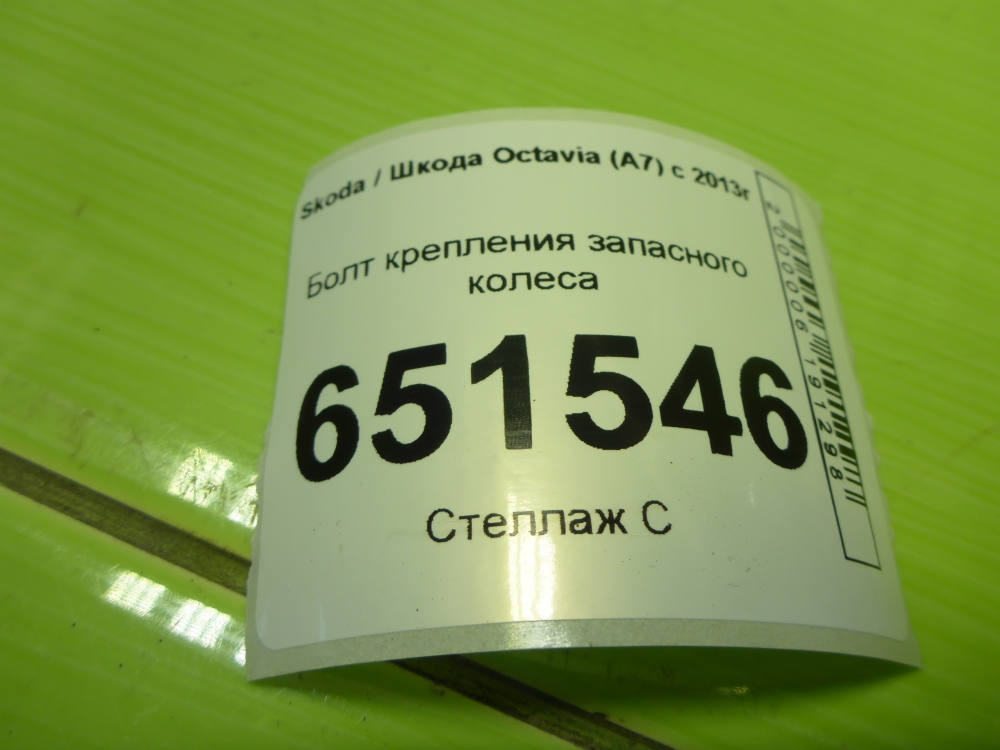 Skoda / Шкода Octavia (A7) с 2013г
Болт крепления запасного
колеса
651546
Стеллаж С
2000006191298